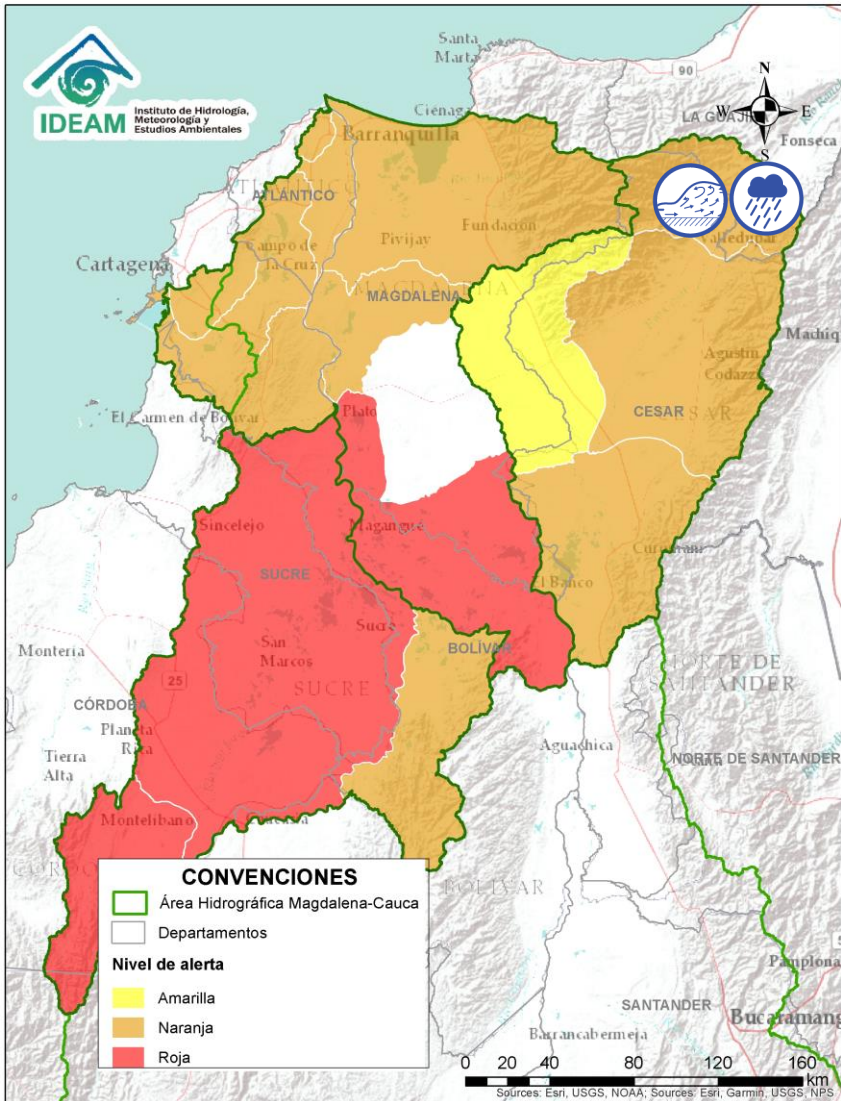 IDEAM
Instituto de Hidrología,
Meteorología y
Estudios Ambientales
Santa
Marta
90
N
W
E
S
LA GUAJI
Fonseca
Ciénaga
Barranquilla
ATLÁNTICO
Fundación
Valledupar
Pivijay
Campo de
la Cruz
Cartagena
MAGDALENA
Machiq
Agustín
Codazzi
CESAR
El Carmen de Bolívar
Plato
Sincelejo
Magangué
SUCRE
El Banco
Sucre
San
Marcos
SUCRE
BOLÍVAR
Montería
25
CÓRDOBA
Planeta
Rica
Tierra
Alta
NORTE DE
SANTANDER
Aguachica
NORTE DE SANTANDER
Montelíbano
BOLÍVAR
CONVENCIONES
Área Hidrográfica Magdalena-Cauca
Departamentos
Nivel de alerta
Amarilla
Naranja
Roja
Pamplona
SANTANDER
Bucaramang
Barrancabermeja
0 20 40 80 120 160
km
Sources: Esri, USGS, NOAA; Sources: Esri, Garmin, USGS, NPS